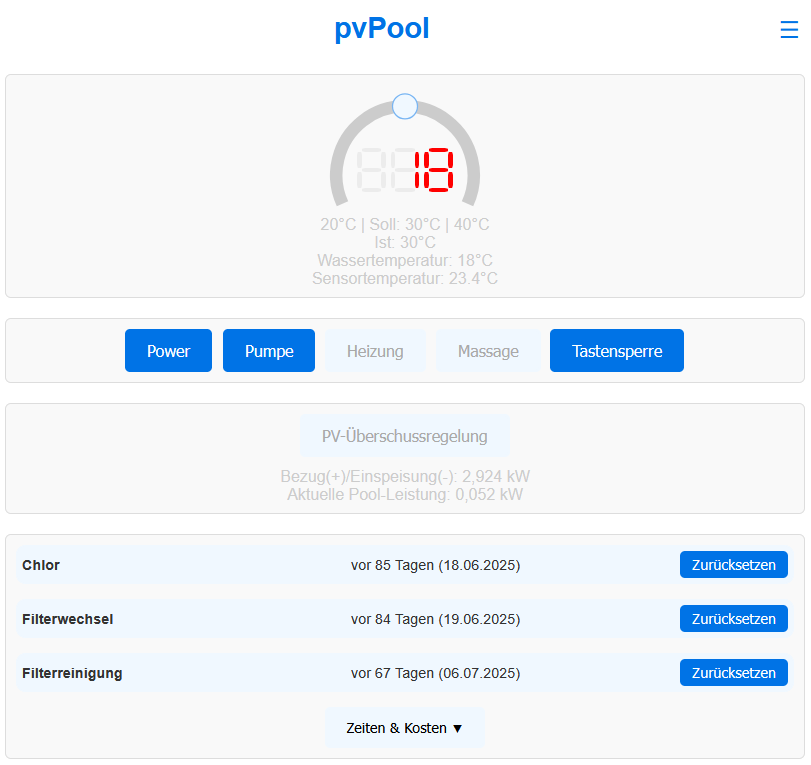 pvPool
☰
18
20°C | Soll: 30°C | 40°C
Ist: 30°C
Wassertemperatur: 18°C
Sensortemperatur: 23.4°C
Power Pumpe Heizung Massage Tastensperre
PV-Überschussregelung
Bezug(+)/Einspeisung(-): 2,924 kW
Aktuelle Pool-Leistung: 0,052 kW
Chlor vor 85 Tagen (18.06.2025) Zurücksetzen
Filterwechsel vor 84 Tagen (19.06.2025) Zurücksetzen
Filterreinigung vor 67 Tagen (06.07.2025) Zurücksetzen
Zeiten & Kosten ▼